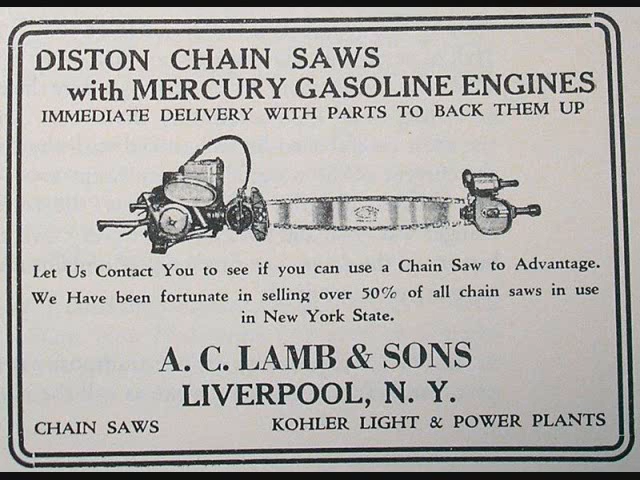 DISTON CHAIN SAWS
with MERCURY GASOLINE ENGINES
IMMEDIATE DELIVERY WITH PARTS TO BACK THEM UP
Let Us Contact You to see if you can use a Chain Saw to Advantage.
We Have been fortunate in selling over 50% of all chain saws in use
in New York State.
A. C. LAMB & SONS
LIVERPOOL, N. Y.
CHAIN SAWS
KOHLER LIGHT & POWER PLANTS